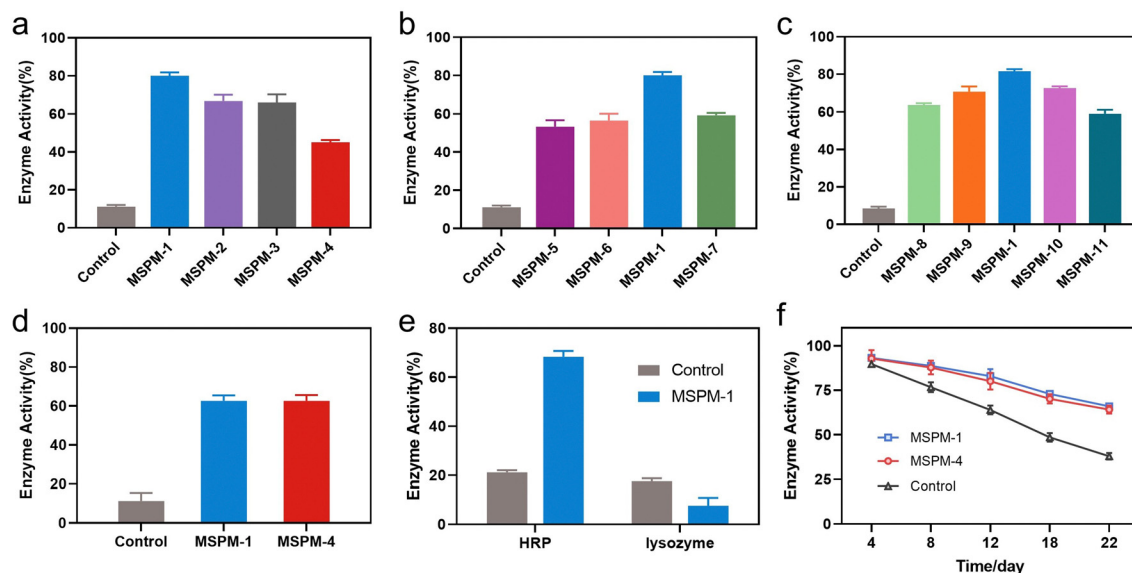 a
Enzyme Activity(%)
100
80
60
40
20
0
Control
MSPM-1
MSPM-2
MSPM-3
MSPM-4
b
Enzyme Activity(%)
100
80
60
40
20
0
Control
MSPM-5
MSPM-6
MSPM-1
MSPM-7
c
Enzyme Activity(%)
100
80
60
40
20
0
Control
MSPM-8
MSPM-9
MSPM-1
MSPM-10
MSPM-11
d
Enzyme Activity(%)
100
80
60
40
20
0
Control
MSPM-1
MSPM-4
e
Enzyme Activity(%)
80
60
40
20
0
Control
MSPM-1
HRP
lysozyme
f
Enzyme Activity(%)
100
75
50
25
0
MSPM-1
MSPM-4
Control
4
8
12
18
22
Time/day